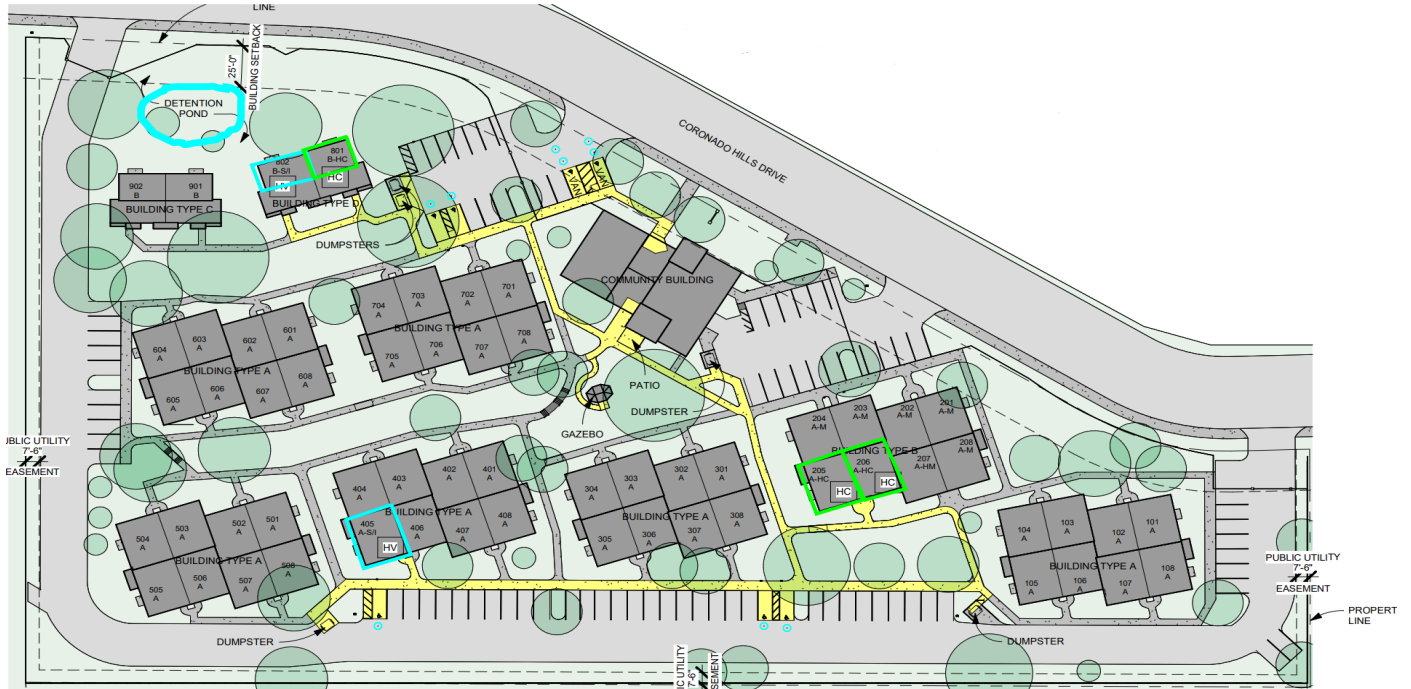 LINE
25'-0"
BUILDING SETBACK
DETENTION
POND
CORONADO HILLS DRIVE
801
B-HC
HC
802
B-S/I
HV
BUILDING TYPE D
902
B
901
B
BUILDING TYPE C
VAN
VAN
DUMPSTERS
COMMUNITY BUILDING
704
A
703
A
702
A
701
A
BUILDING TYPE A
705
A
706
A
707
A
708
A
604
A
603
A
602
A
601
A
BUILDING TYPE A
605
A
606
A
607
A
608
A
PATIO
DUMPSTER
GAZEBO
204
A-M
203
A-M
202
A-M
201
A-M
BUILDING TYPE B
205
A-HC
HC
206
A-HC
HC
207
A-HM
208
A-M
UBLIC UTILITY
7'-6"
EASEMENT
404
A
403
A
402
A
401
A
BUILDING TYPE A
405
A-S/I
HV
406
A
407
A
408
A
304
A
303
A
302
A
301
A
BUILDING TYPE A
305
A
306
A
307
A
308
A
504
A
503
A
502
A
501
A
BUILDING TYPE A
505
A
506
A
507
A
508
A
104
A
103
A
102
A
101
A
BUILDING TYPE A
105
A
106
A
107
A
108
A
PUBLIC UTILITY
7'-6"
EASEMENT
PROPERT
LINE
DUMPSTER
DUMPSTER
IC UTILITY
7'-6"
SEMENT